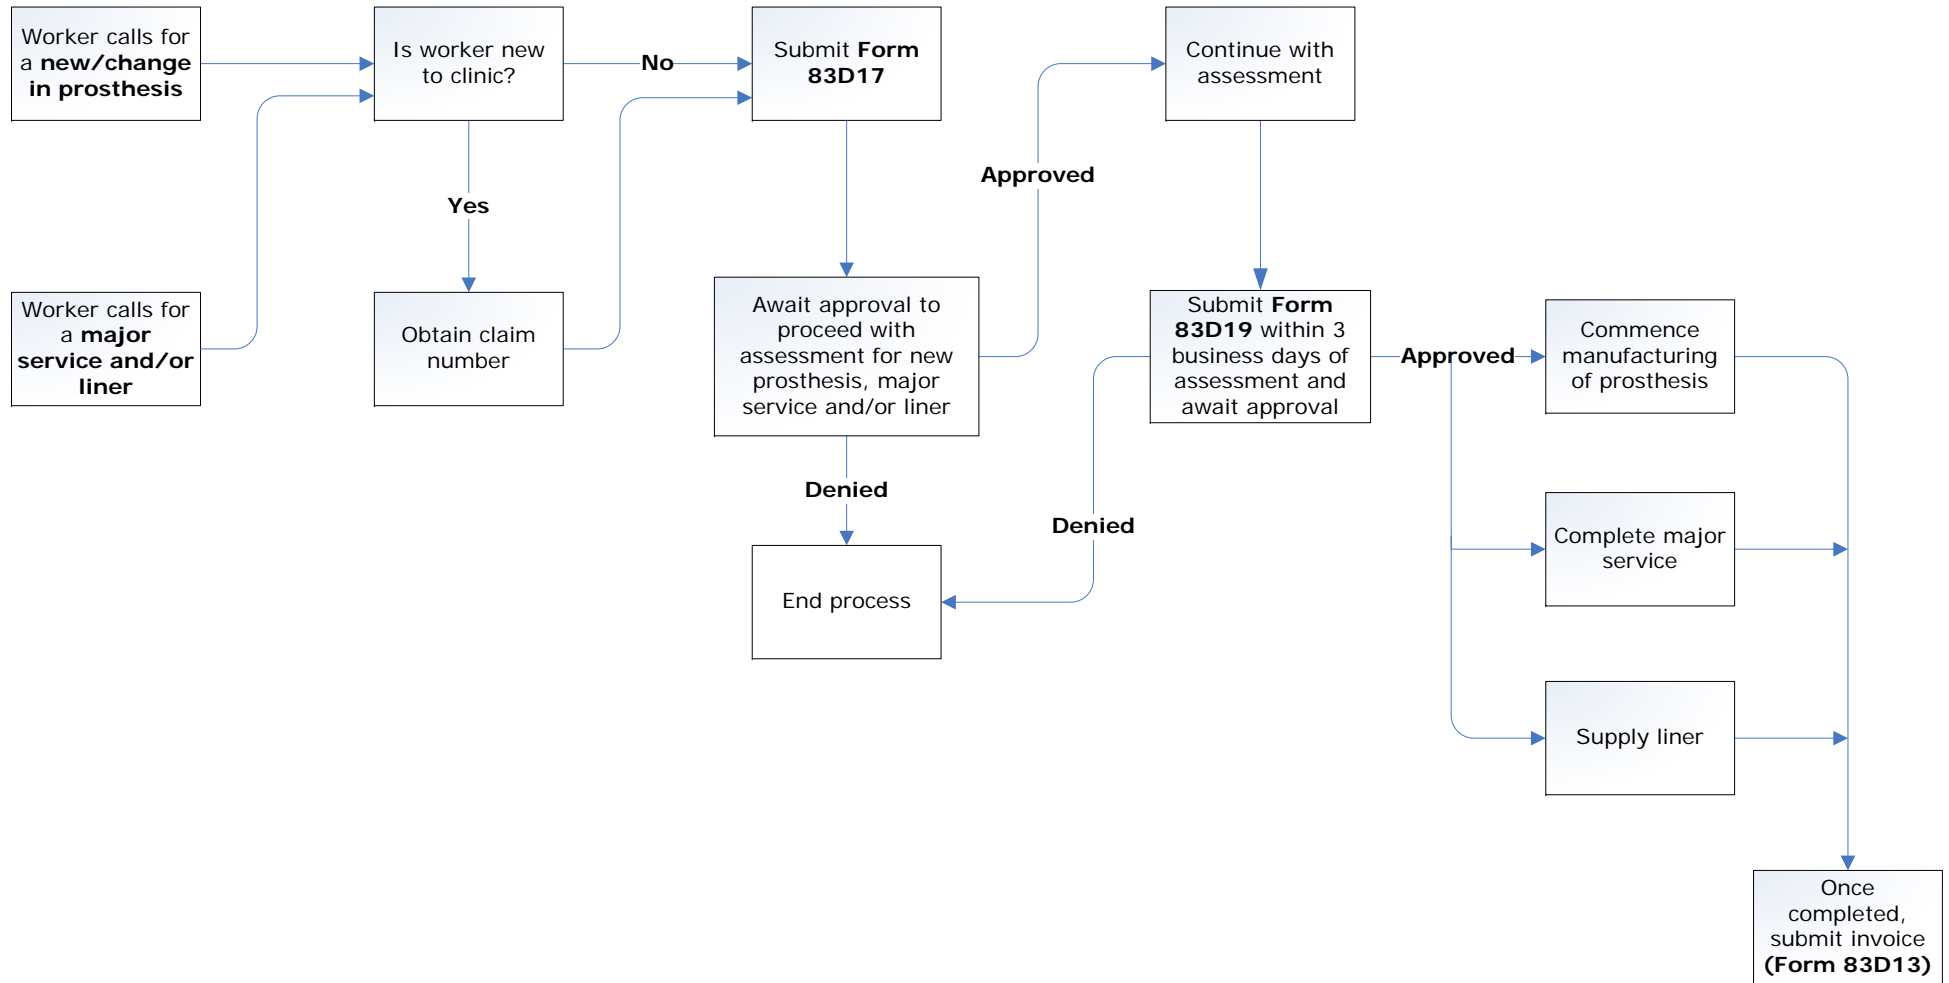 Worker calls for
a new/change
in prosthesis
Is worker new
to clinic?
No
Submit Form
83D17
Continue with
assessment
Approved
Yes
Worker calls for
a major
service and/or
liner
Obtain claim
number
Await approval to
proceed with
assessment for new
prosthesis, major
service and/or liner
Submit Form
83D19 within 3
business days of
assessment and
await approval
Approved
Commence
manufacturing
of prosthesis
Denied
Denied
Complete major
service
End process
Supply liner
Once
completed,
submit invoice
(Form 83D13)